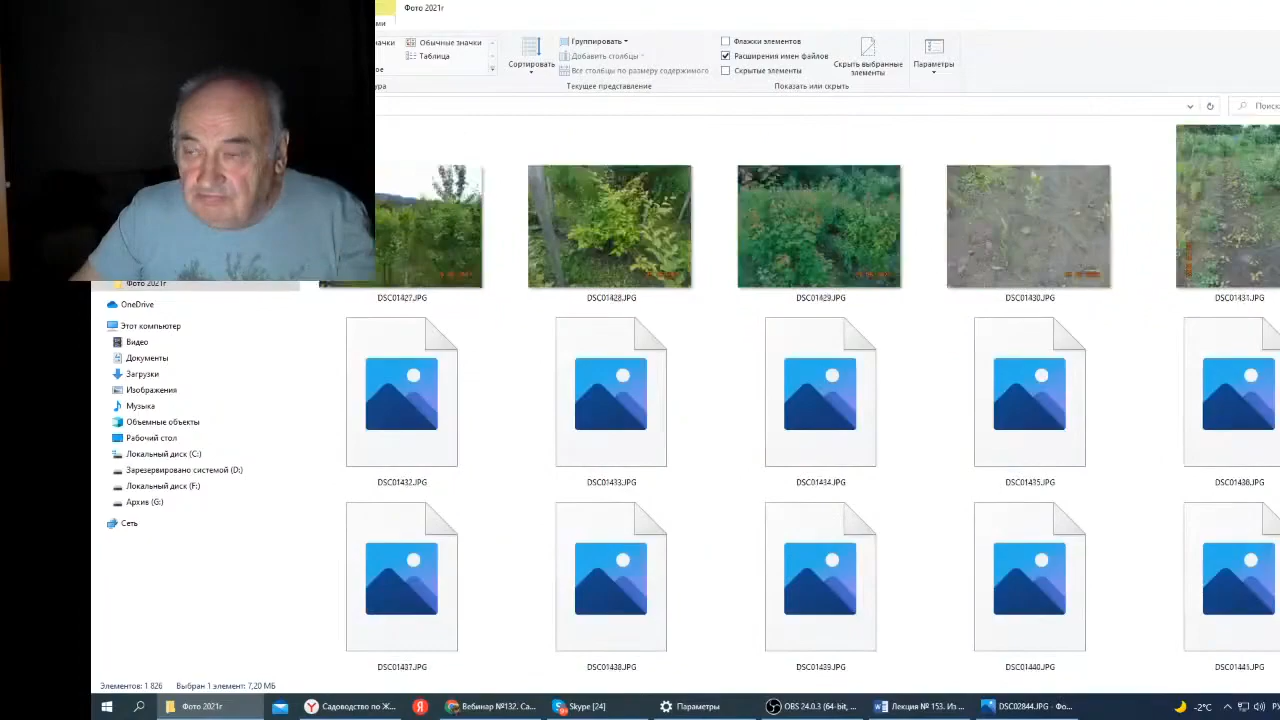 Фото 2021г
ми
ачки
Обычные значки
Таблица
ое
ура
Сортировать
Группировать
Добавить столбцы
Все столбцы по размеру содержимого
Текущее представление
Флажки элементов
Расширения имен файлов
Скрытые элементы
Показать или скрыть
Скрыть выбранные
элементы
Параметры
Поиск
DSC01427.JPG
DSC01428.JPG
DSC01429.JPG
DSC01430.JPG
DSC01431.JPG
Фото 2021г
OneDrive
Этот компьютер
Видео
Документы
Загрузки
Изображения
Музыка
Объемные объекты
Рабочий стол
Локальный диск (C:)
Зарезервировано системой (D:)
Локальный диск (F:)
Архив (G:)
Сеть
DSC01432.JPG
DSC01433.JPG
DSC01434.JPG
DSC01435.JPG
DSC01436.JPG
DSC01437.JPG
DSC01438.JPG
DSC01439.JPG
DSC01440.JPG
DSC01441.JPG
Элементов: 1 826
Выбран 1 элемент: 7,20 МБ
Фото 2021г
Садоводство по Ж...
Вебинар №132. Са...
Skype [24]
Параметры
OBS 24.0.3 (64-bit, ...
Лекция № 153. Из ...
DSC02844.JPG - Фо...
-2°C